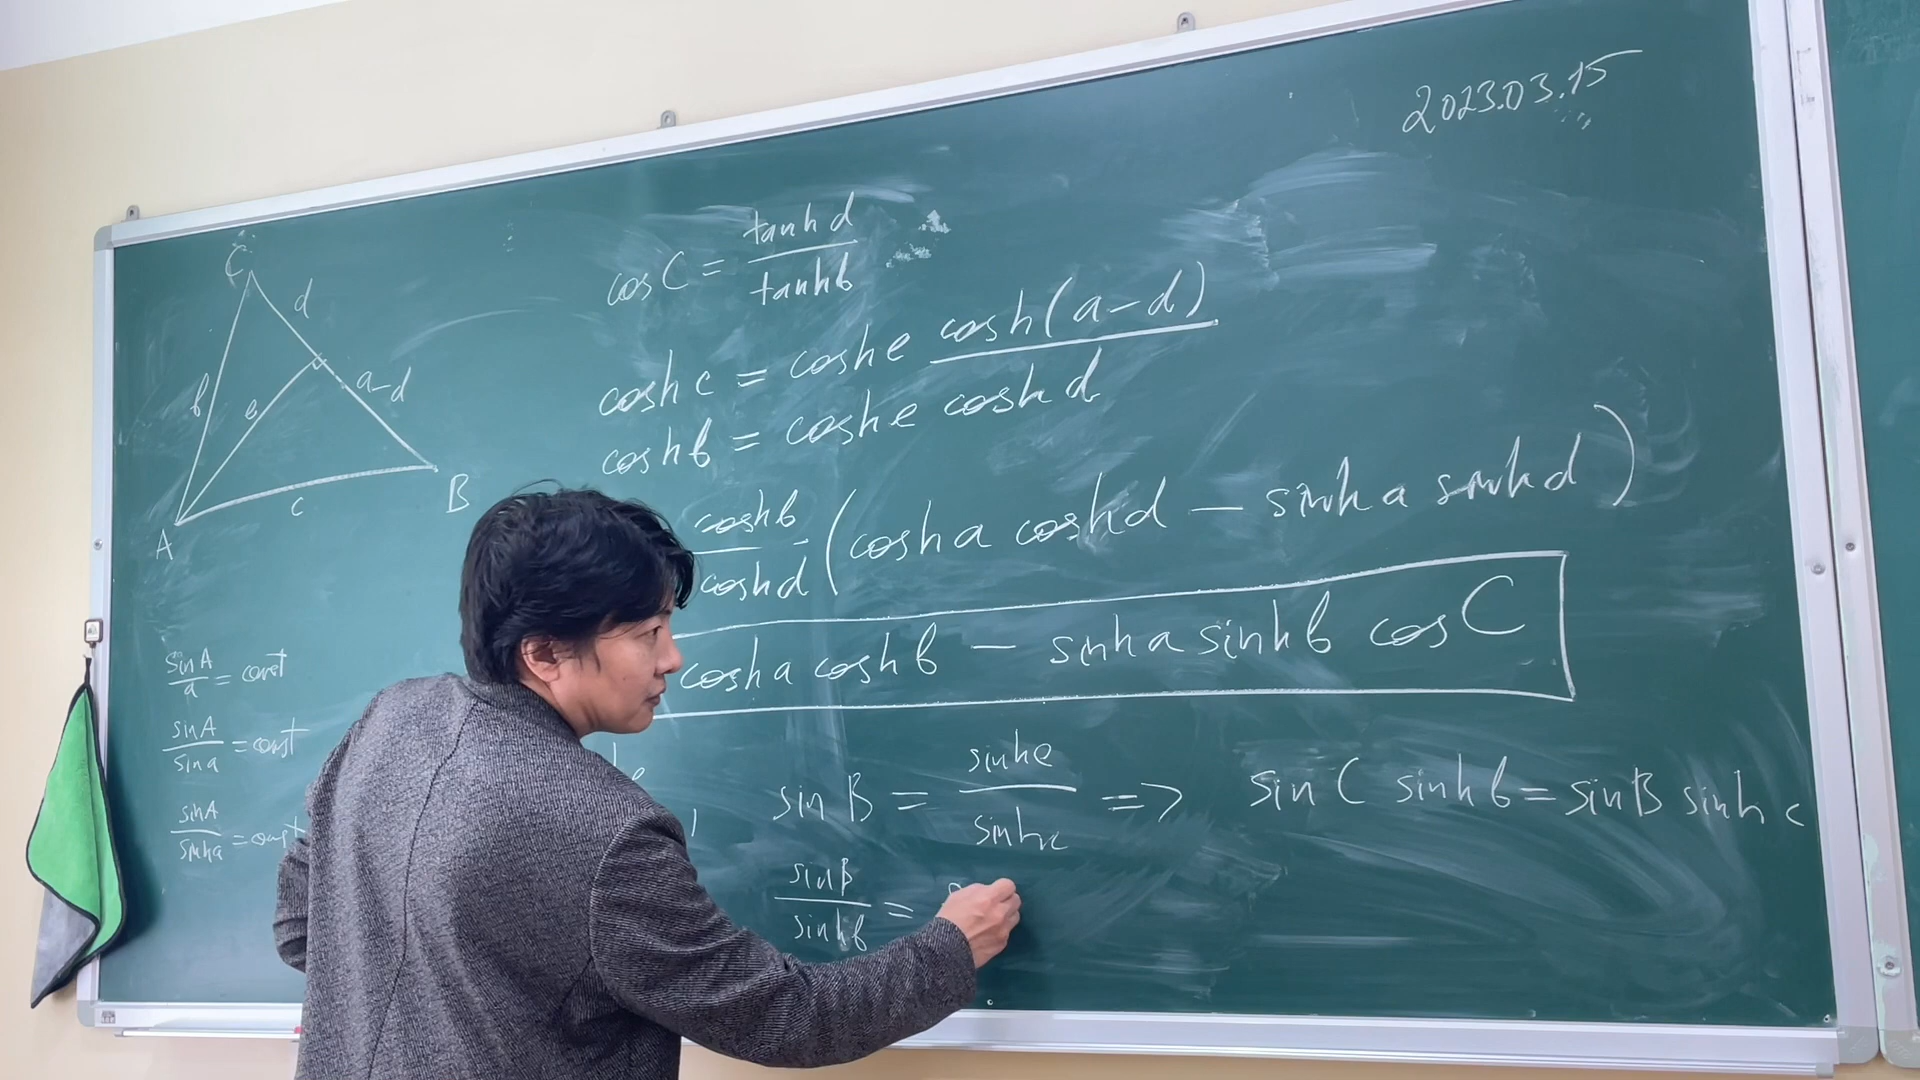 2023.03.15
C
d
b
e
a-d
c
A
B
cos C = tanh d / tanh b
cosh c = cosh e cosh(a-d)
cosh b = cosh e cosh d
cosh b / cosh d (cosh a cosh d - sinh a sinh d)
cosh a cosh b - sinh a sinh b cos C
sin B = sinh e / sinh c => sin C sinh b = sin B sinh c
sin B / sinh b =
sin A / a = const
sin A / sin a = const
sin A / sinh a = const